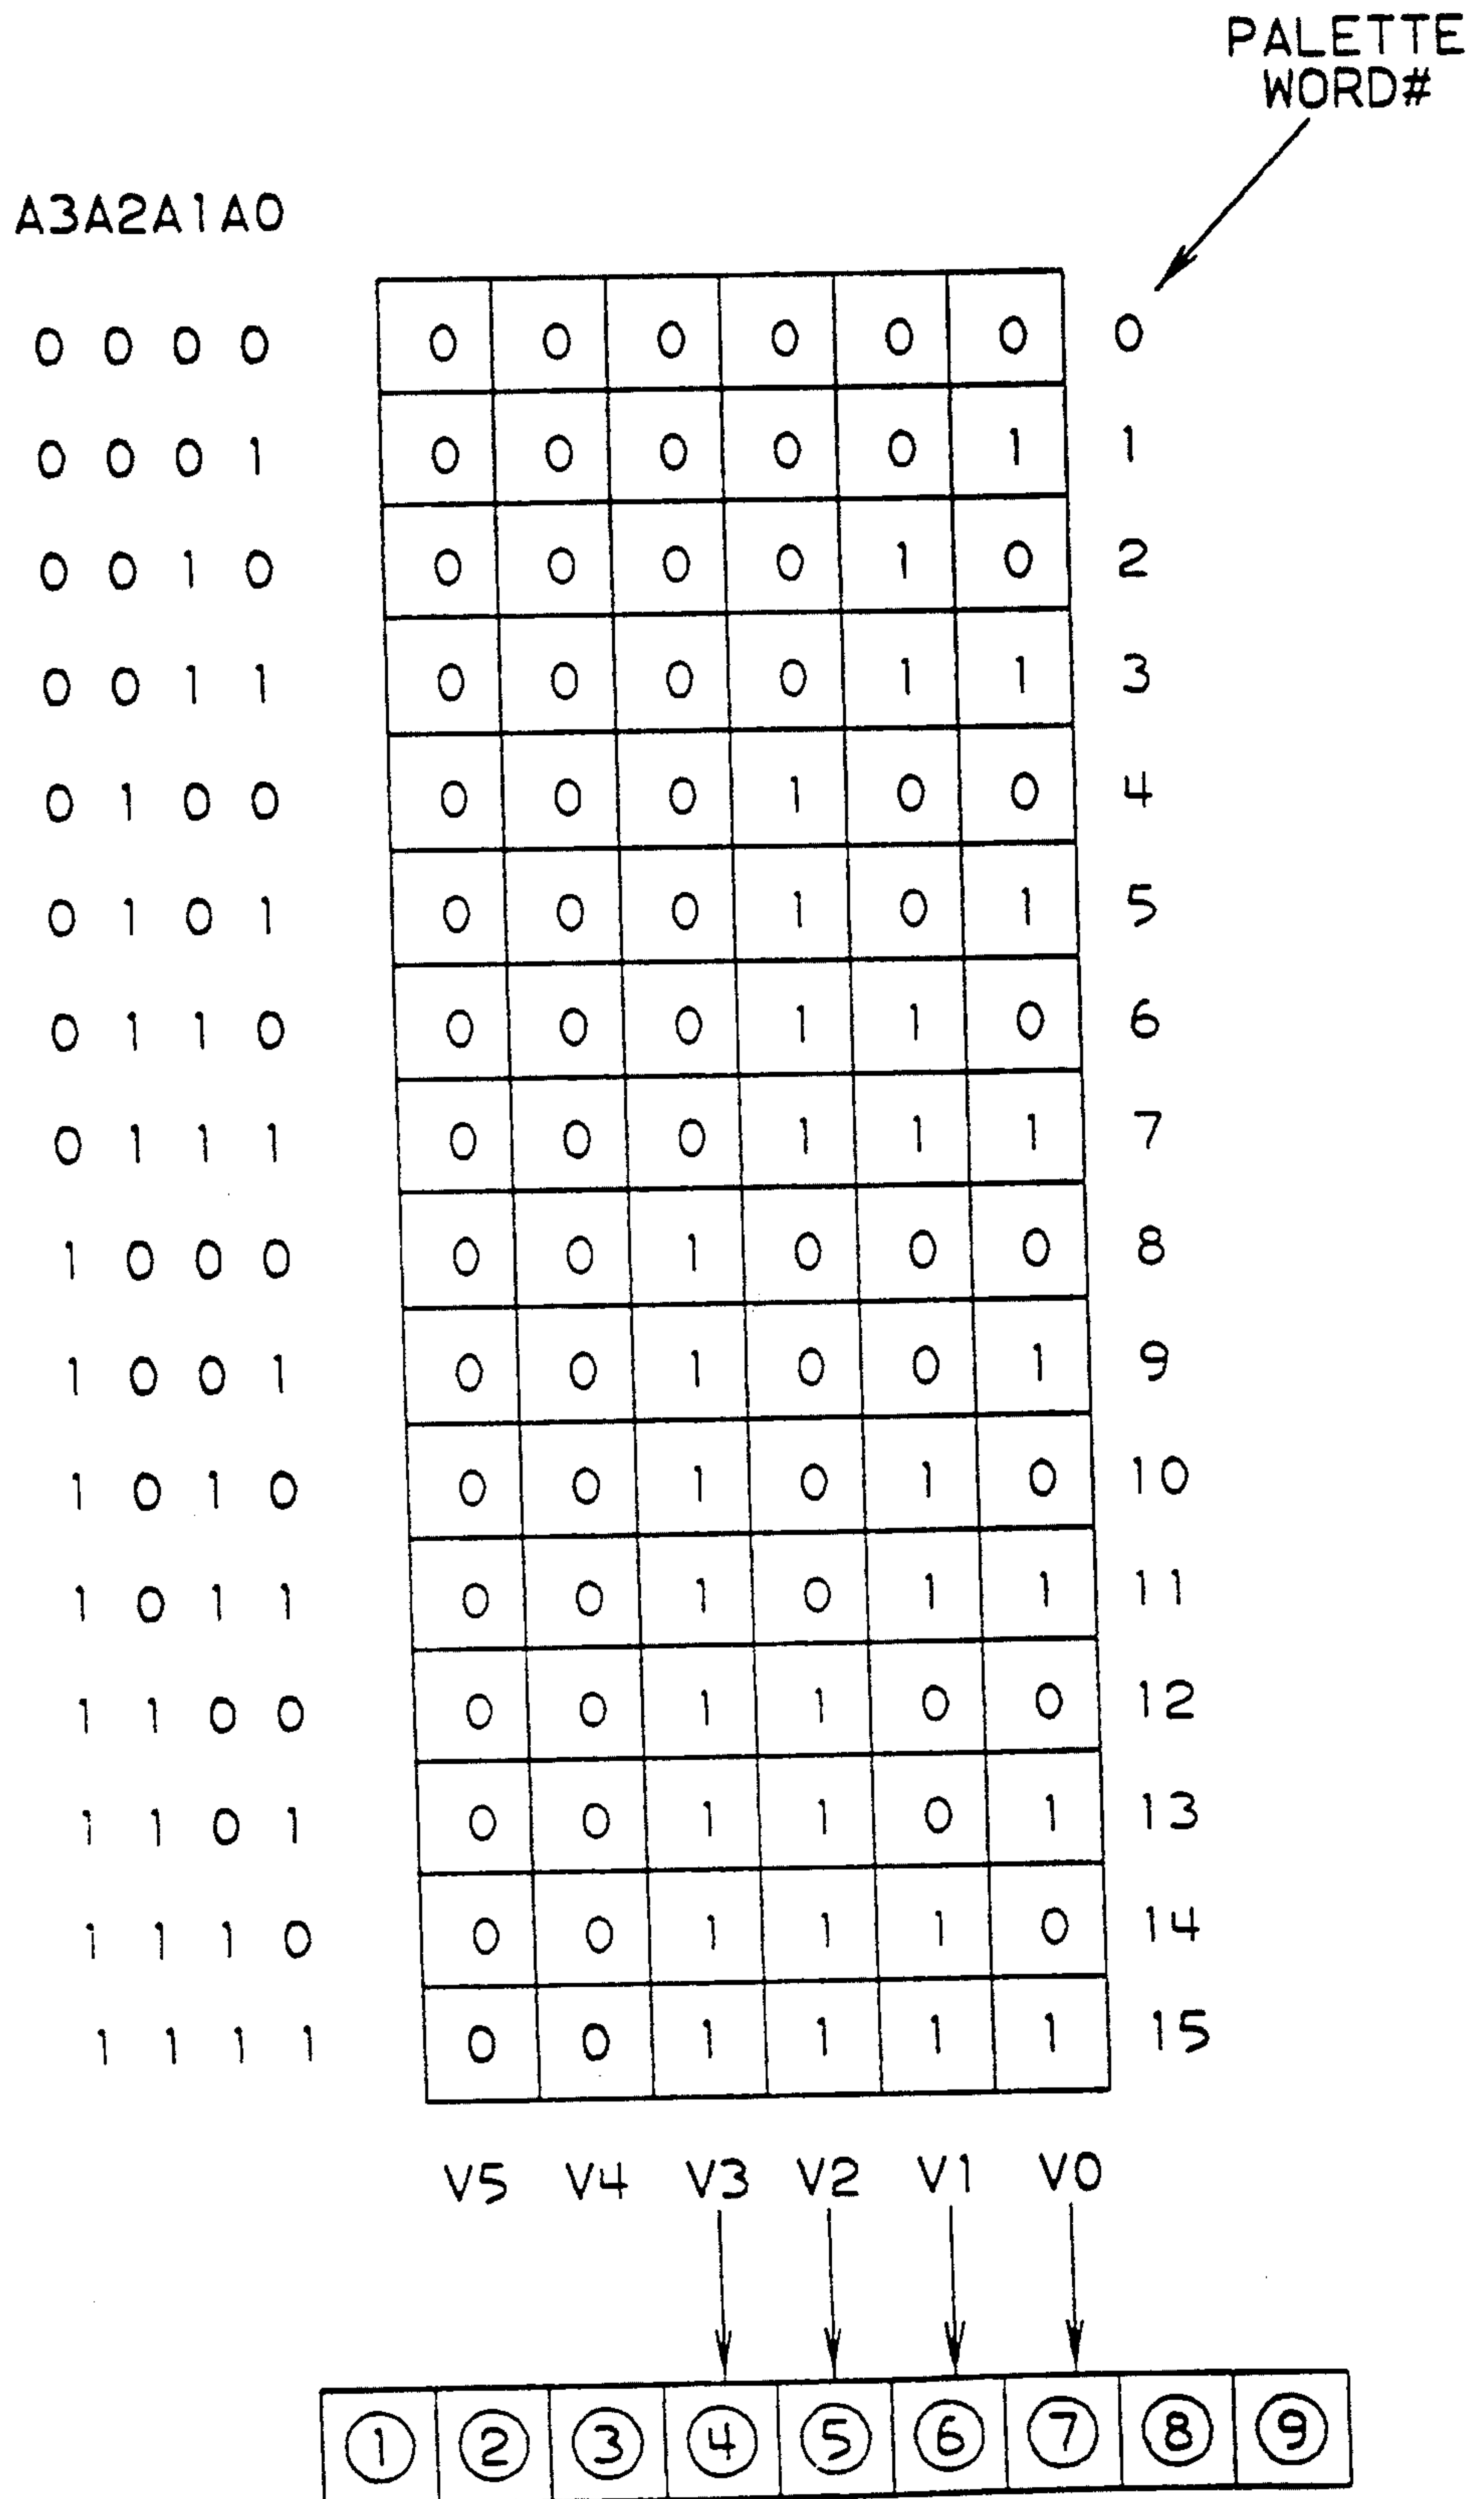 PALETTE
WORD#
A3A2A1A0
0 0 0 0 0 0 0 0 0 0 0
0 0 0 1 0 0 0 0 0 1 1
0 0 1 0 0 0 0 0 1 0 2
0 0 1 1 0 0 0 0 1 1 3
0 1 0 0 0 0 0 1 0 0 4
0 1 0 1 0 0 0 1 0 1 5
0 1 1 0 0 0 0 1 1 0 6
0 1 1 1 0 0 0 1 1 1 7
1 0 0 0 0 0 1 0 0 0 8
1 0 0 1 0 0 1 0 0 1 9
1 0 1 0 0 0 1 0 1 0 10
1 0 1 1 0 0 1 0 1 1 11
1 1 0 0 0 0 1 1 0 0 12
1 1 0 1 0 0 1 1 0 1 13
1 1 1 0 0 0 1 1 1 0 14
1 1 1 1 0 0 1 1 1 1 15
V5 V4 V3 V2 V1 V0
1 2 3 4 5 6 7 8 9